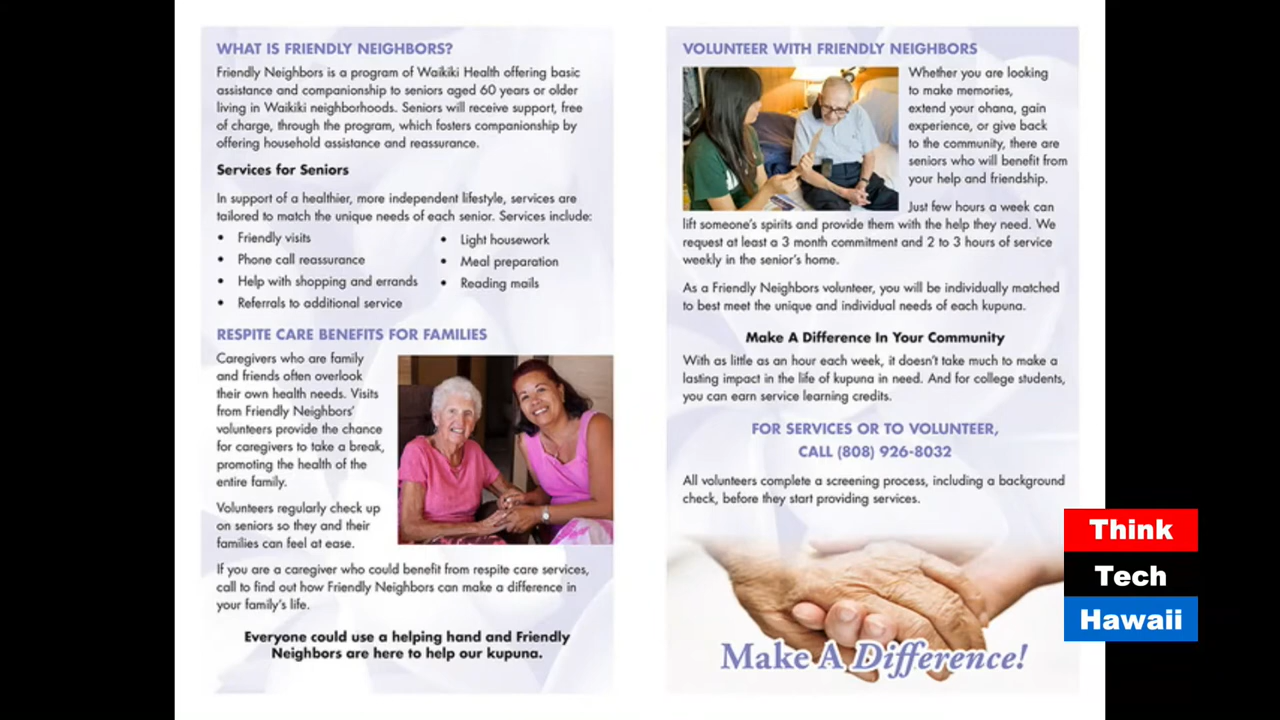 WHAT IS FRIENDLY NEIGHBORS?
Friendly Neighbors is a program of Waikiki Health offering basic
assistance and companionship to seniors aged 60 years or older
living in Waikiki neighborhoods. Seniors will receive support, free
of charge, through the program, which fosters companionship by
offering household assistance and reassurance.
Services for Seniors
In support of a healthier, more independent lifestyle, services are
tailored to match the unique needs of each senior. Services include:
• Friendly visits
• Phone call reassurance
• Help with shopping and errands
• Referrals to additional service
• Light housework
• Meal preparation
• Reading mails
RESPITE CARE BENEFITS FOR FAMILIES
Caregivers who are family
and friends often overlook
their own health needs. Visits
from Friendly Neighbors'
volunteers provide the chance
for caregivers to take a break,
promoting the health of the
entire family.
Volunteers regularly check up
on seniors so they and their
families can feel at ease.
If you are a caregiver who could benefit from respite care services,
call to find out how Friendly Neighbors can make a difference in
your family's life.
Everyone could use a helping hand and Friendly
Neighbors are here to help our kupuna.
VOLUNTEER WITH FRIENDLY NEIGHBORS
Whether you are looking
to make memories,
extend your ohana, gain
experience, or give back
to the community, there are
seniors who will benefit from
your help and friendship.
Just few hours a week can
lift someone's spirits and provide them with the help they need. We
request at least a 3 month commitment and 2 to 3 hours of service
weekly in the senior's home.
As a Friendly Neighbors volunteer, you will be individually matched
to best meet the unique and individual needs of each kupuna.
Make A Difference In Your Community
With as little as an hour each week, it doesn't take much to make a
lasting impact in the life of kupuna in need. And for college students,
you can earn service learning credits.
FOR SERVICES OR TO VOLUNTEER,
CALL (808) 926-8032
All volunteers complete a screening process, including a background
check, before they start providing services.
Make A Difference!
Think
Tech
Hawaii